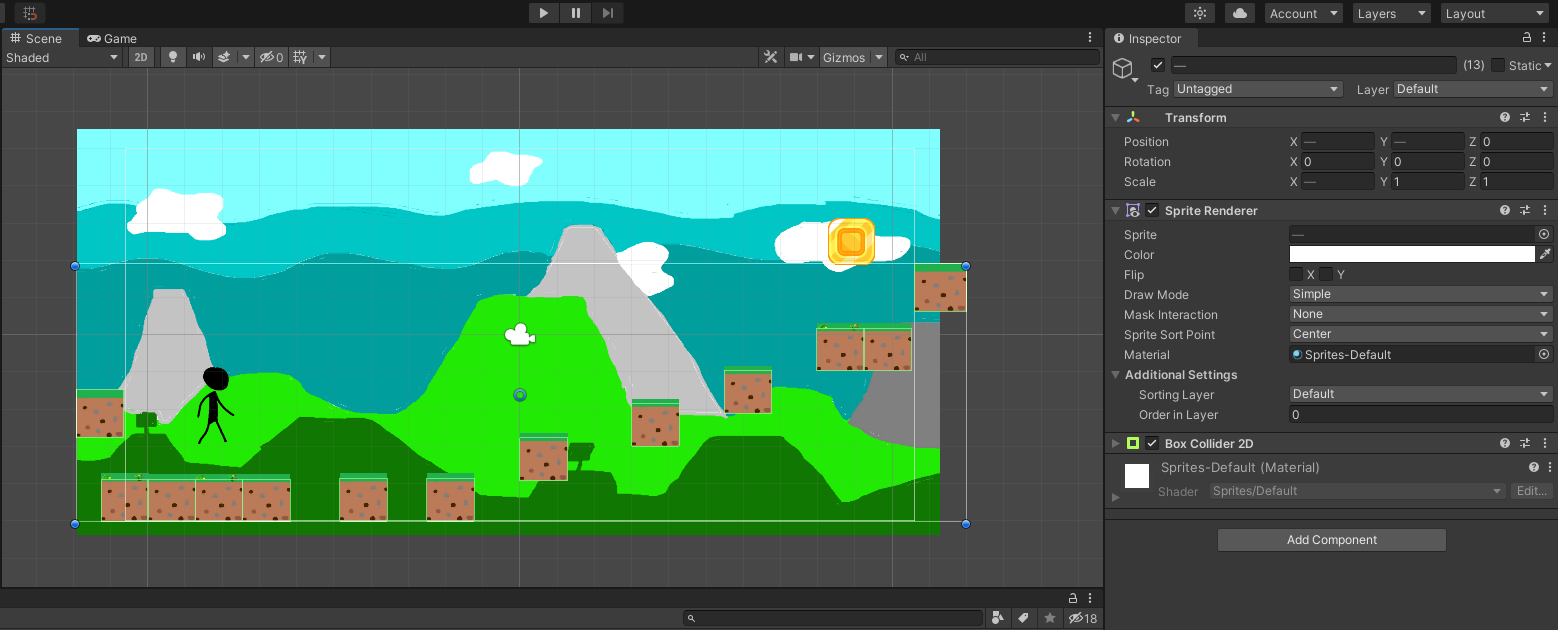 Account Layers Layout
Scene Game
Shaded 2D 0 Gizmos All
Inspector
— (13) Static
Tag Untagged Layer Default
Transform
Position X — Y — Z 0
Rotation X 0 Y 0 Z 0
Scale X — Y 1 Z 1
Sprite Renderer
Sprite —
Color
Flip X Y
Draw Mode Simple
Mask Interaction None
Sprite Sort Point Center
Material Sprites-Default
Additional Settings
Sorting Layer Default
Order in Layer 0
Box Collider 2D
Sprites-Default (Material)
Shader Sprites/Default Edit...
Add Component
18